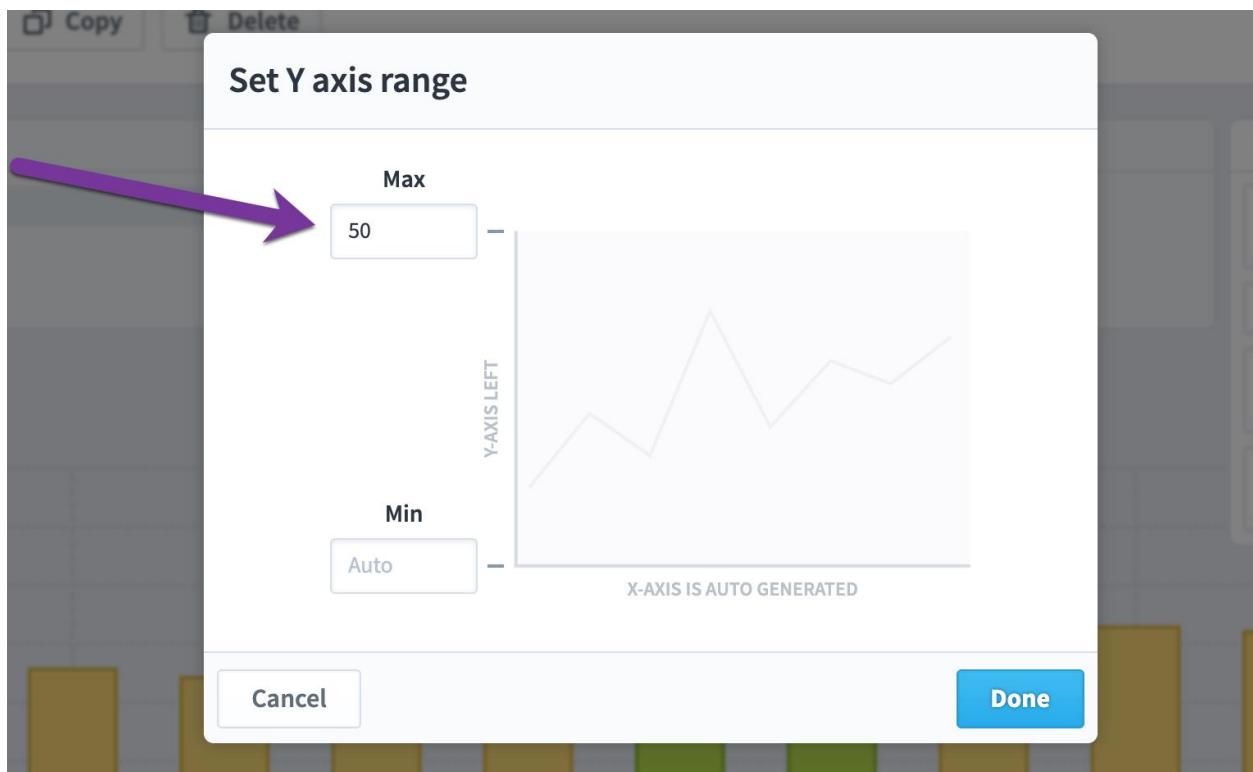 Copy Delete
Set Y axis range
Max
50
Y-AXIS LEFT
Min
Auto
X-AXIS IS AUTO GENERATED
Cancel Done